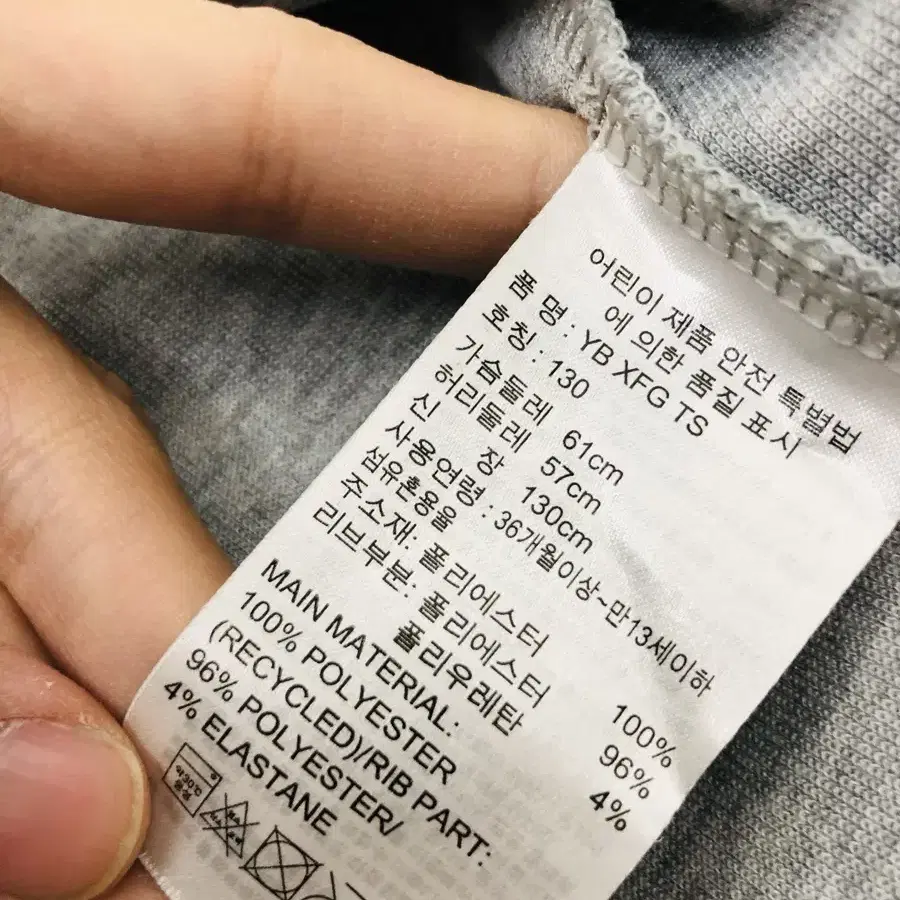 어린이 제품 안전 특별법
에 의한 품질 표시
품 명 : YB XFG TS
호칭 : 130
가슴둘레 61cm
허리둘레 57cm
신 장 130cm
사용연령 : 36개월이상~만13세이하
섬유혼용율
주소재: 폴리에스터 100%
리브부분: 폴리에스터 96%
폴리우레탄 4%
MAIN MATERIAL:
100% POLYESTER
(RECYCLED)/RIB PART:
96% POLYESTER/
4% ELASTANE